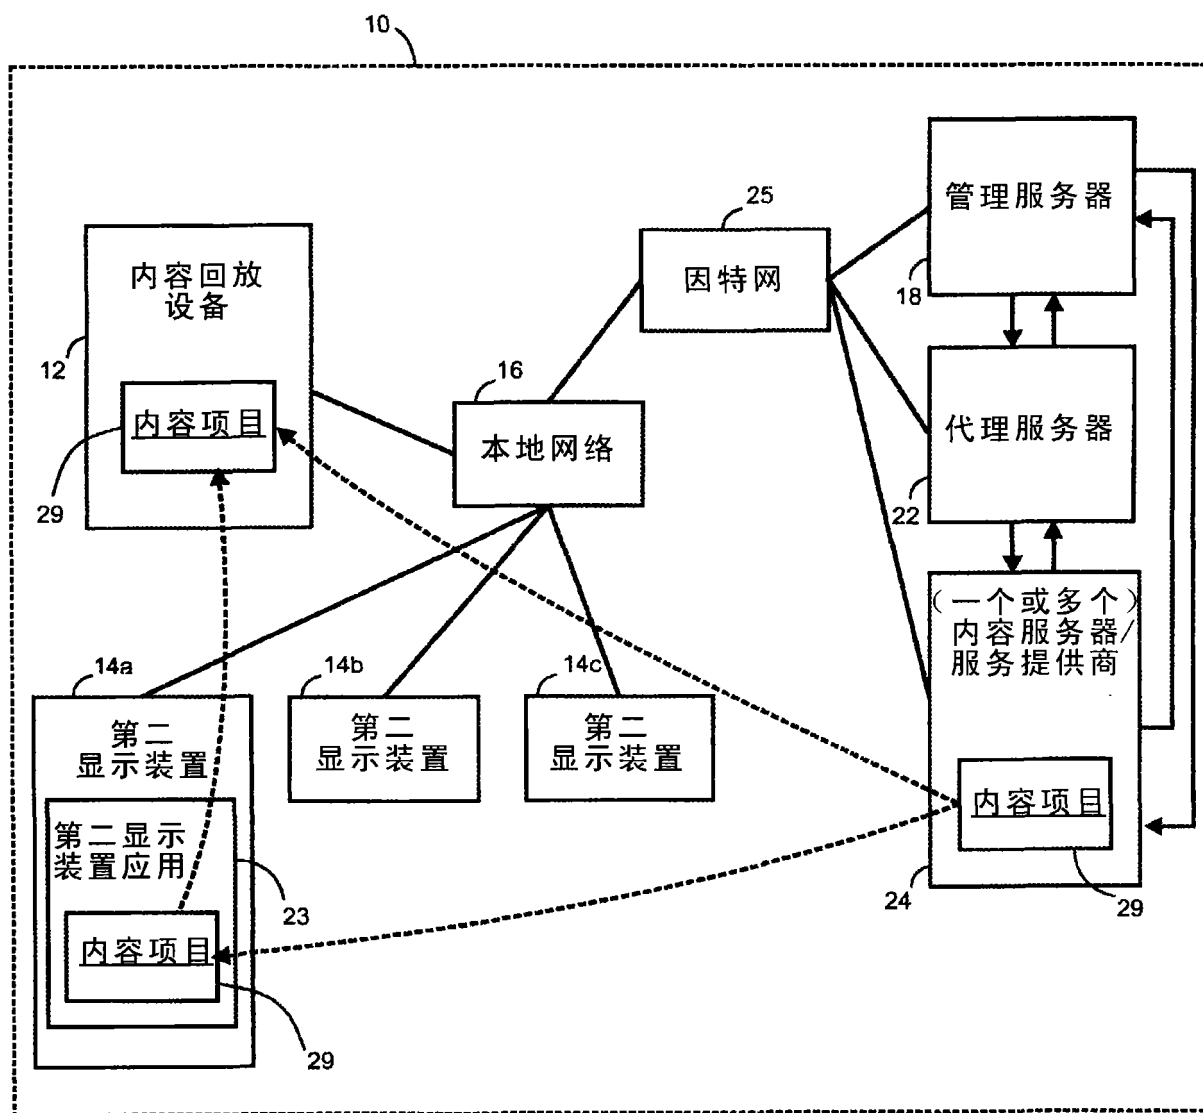 10
25
管理服务器
18
因特网
内容回放
设备
12
内容项目
29
16
本地网络
代理服务器
22
(一个或多个)
内容服务器/
服务提供商
内容项目
24
29
14a
第二
显示装置
14b
第二
显示装置
14c
第二
显示装置
第二显示
装置应用
23
内容项目
29